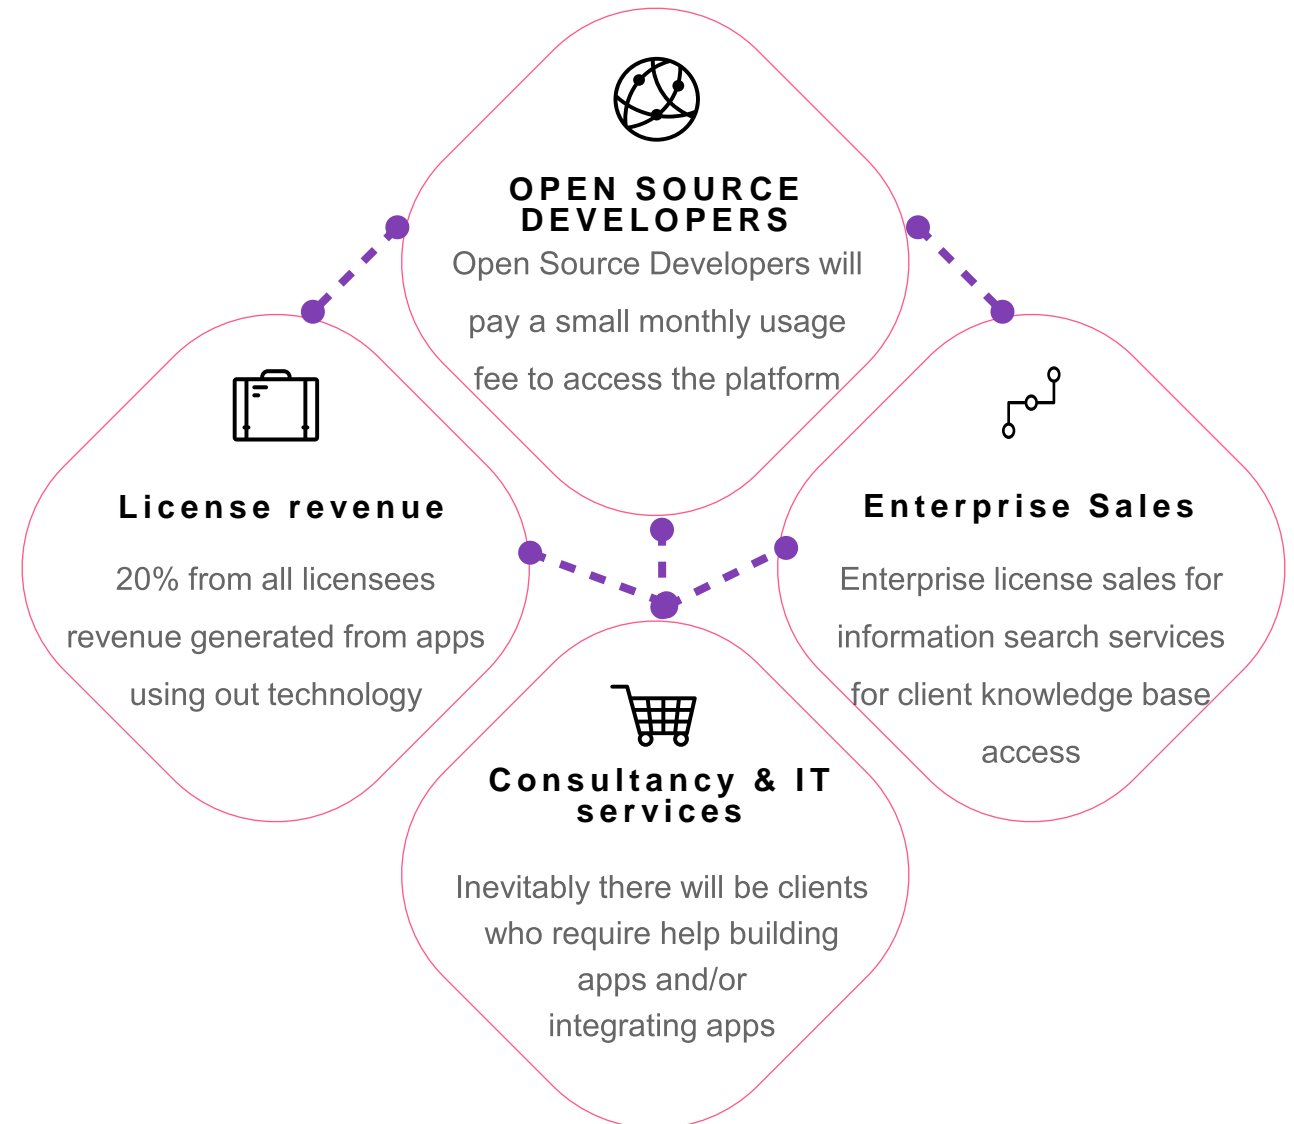 OPEN SOURCE
DEVELOPERS
Open Source Developers will
pay a small monthly usage
fee to access the platform
License revenue
20% from all licensees
revenue generated from apps
using out technology
Enterprise Sales
Enterprise license sales for
information search services
for client knowledge base
access
Consultancy & IT
services
Inevitably there will be clients
who require help building
apps and/or
integrating apps